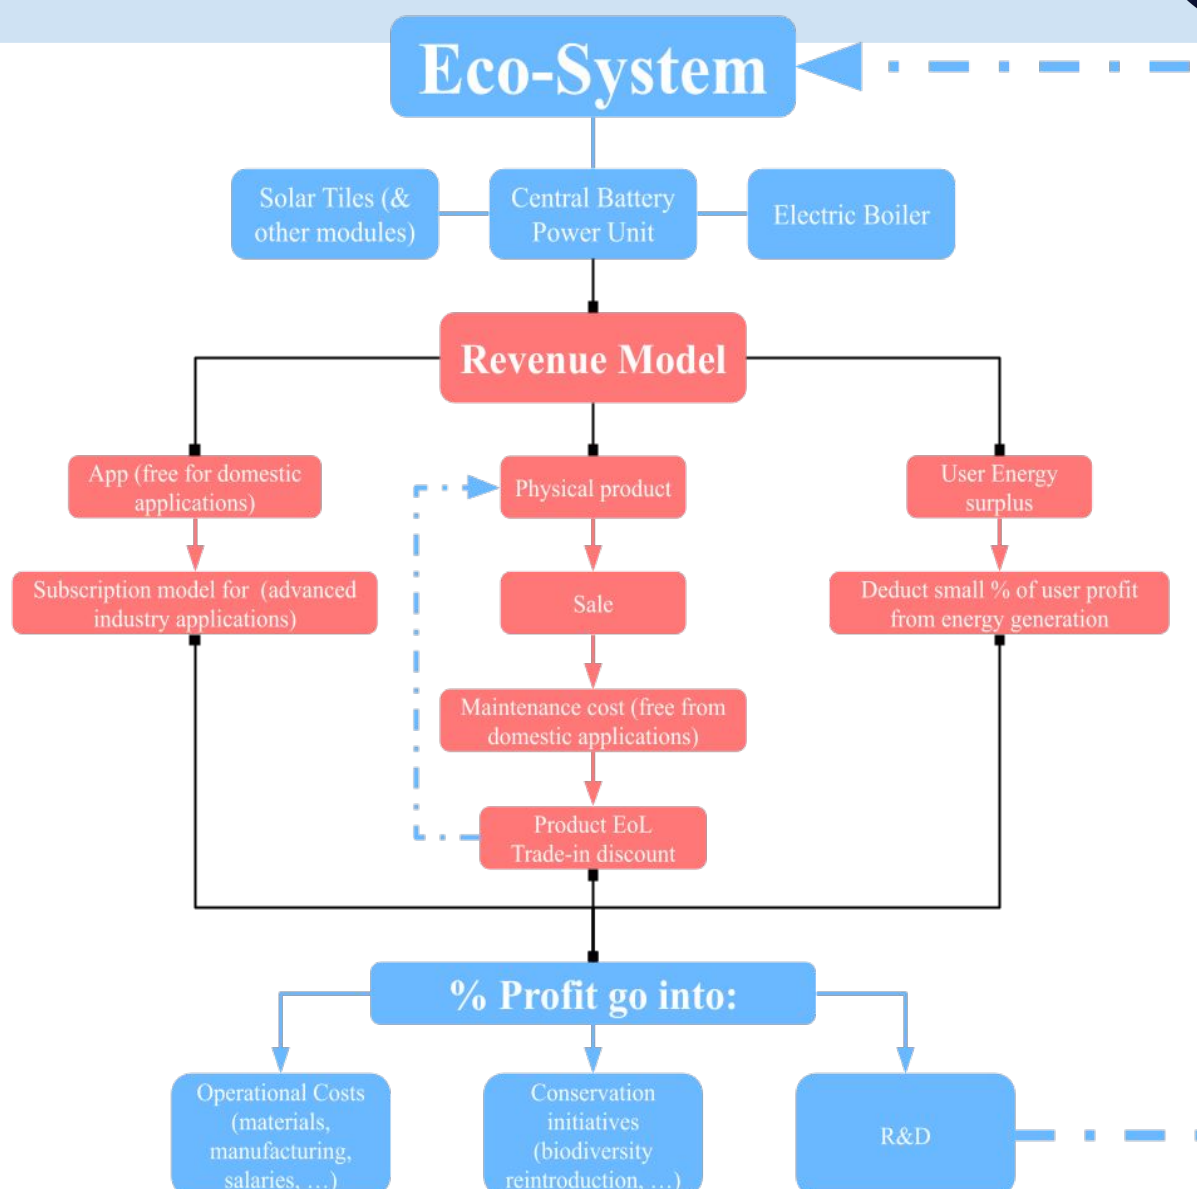 Eco-System
Solar Tiles (&
other modules)
Central Battery
Power Unit
Electric Boiler
Revenue Model
App (free for domestic
applications)
Physical product
User Energy
surplus
Subscription model for  (advanced
industry applications)
Sale
Deduct small % of user profit
from energy generation
Maintenance cost (free from
domestic applications)
Product EoL
Trade-in discount
% Profit go into:
Operational Costs
(materials,
manufacturing,
salaries, …)
Conservation
initiatives
(biodiversity
reintroduction, …)
R&D